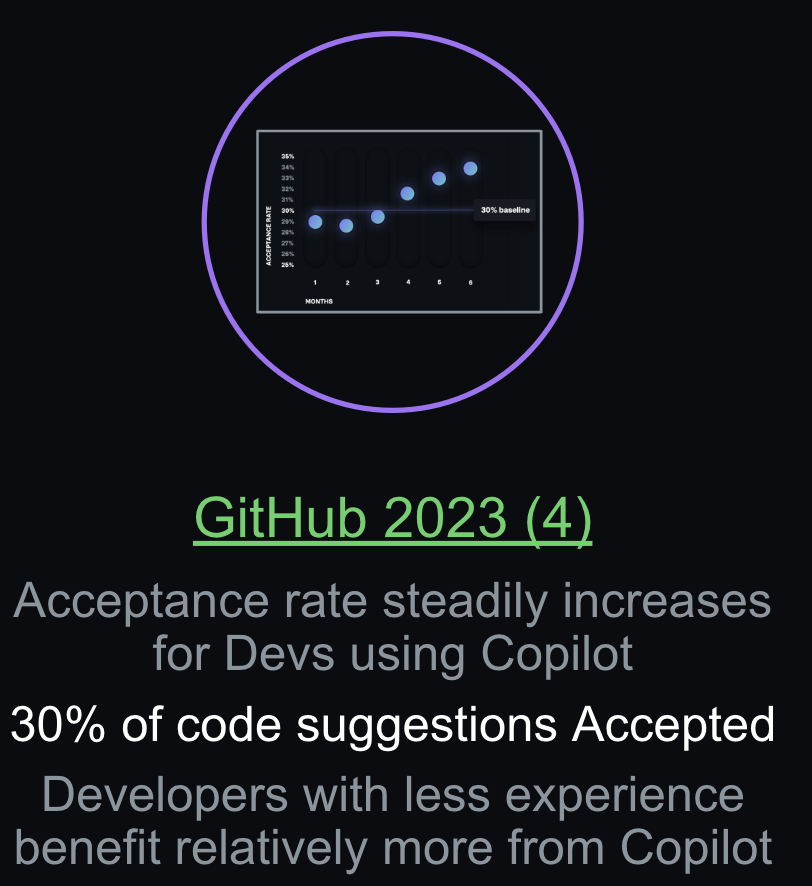 35%
34%
33%
32%
31%
30%
29%
28%
27%
26%
25%
ACCEPTANCE RATE
30% baseline
1 2 3 4 5 6
MONTHS
GitHub 2023 (4)
Acceptance rate steadily increases
for Devs using Copilot
30% of code suggestions Accepted
Developers with less experience
benefit relatively more from Copilot